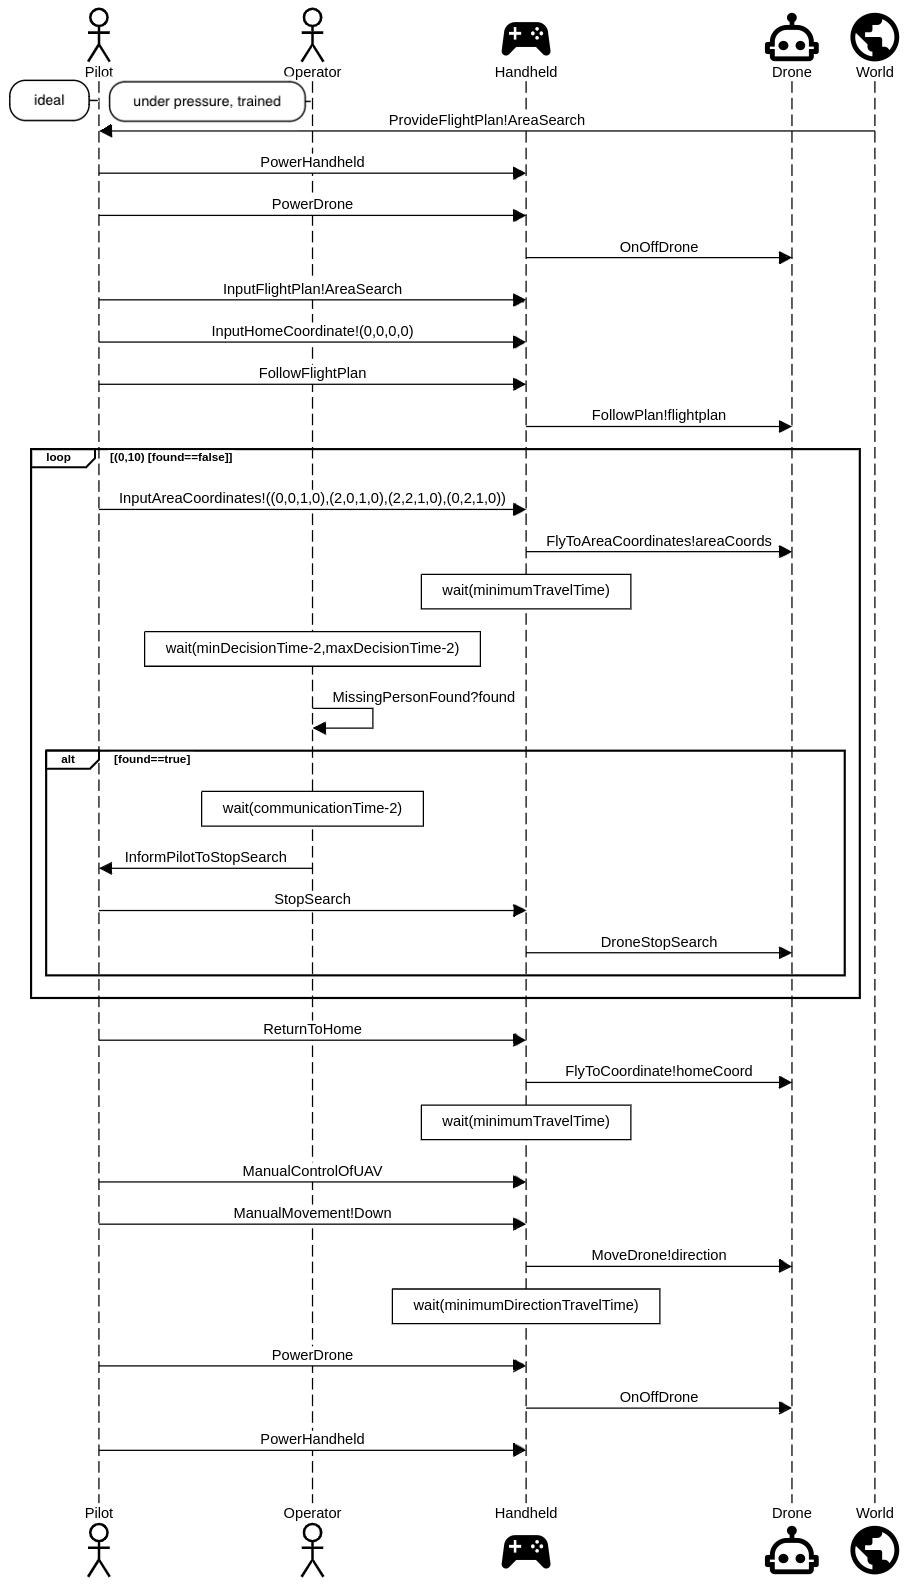 Pilot
Operator
Handheld
Drone
World
ideal
under pressure, trained
ProvideFlightPlan!AreaSearch
PowerHandheld
PowerDrone
OnOffDrone
InputFlightPlan!AreaSearch
InputHomeCoordinate!(0,0,0,0)
FollowFlightPlan
FollowPlan!flightplan
loop
[(0,10) [found==false]]
InputAreaCoordinates!((0,0,1,0),(2,0,1,0),(2,2,1,0),(0,2,1,0))
FlyToAreaCoordinates!areaCoords
wait(minimumTravelTime)
wait(minDecisionTime-2,maxDecisionTime-2)
MissingPersonFound?found
alt
[found==true]
wait(communicationTime-2)
InformPilotToStopSearch
StopSearch
DroneStopSearch
ReturnToHome
FlyToCoordinate!homeCoord
wait(minimumTravelTime)
ManualControlOfUAV
ManualMovement!Down
MoveDrone!direction
wait(minimumDirectionTravelTime)
PowerDrone
OnOffDrone
PowerHandheld
Pilot
Operator
Handheld
Drone
World